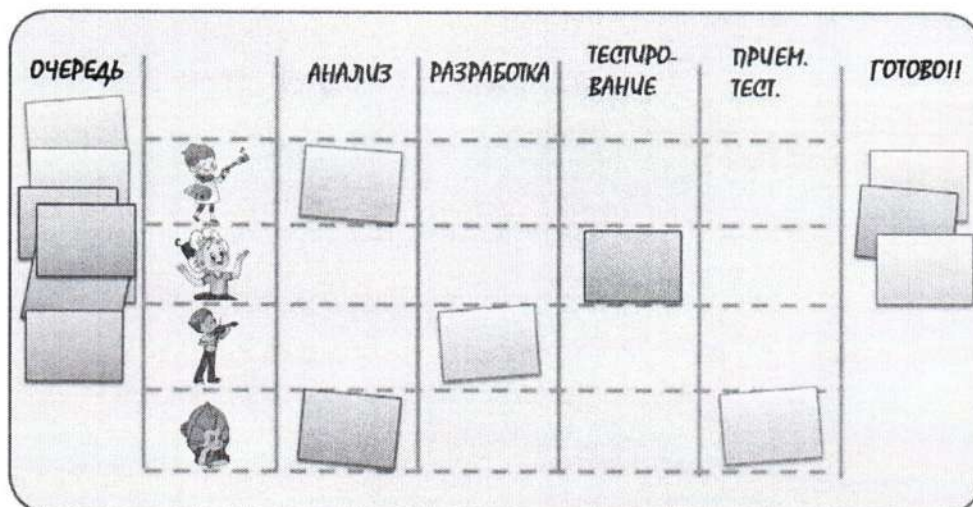 ОЧЕРЕДЬ
АНАЛИЗ
РАЗРАБОТКА
ТЕСТИРО-
ВАНИЕ
ПРИЕМ.
ТЕСТ.
ГОТОВО!!